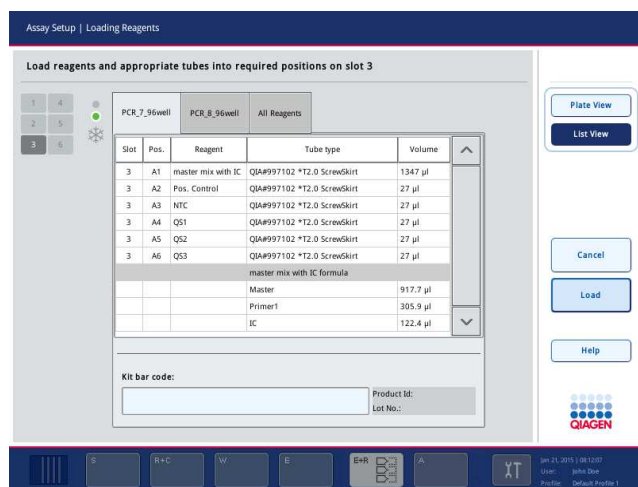 Assay Setup | Loading Reagents
Load reagents and appropriate tubes into required positions on slot 3
1 4
2 5
3 6
PCR_7_96well PCR_8_96well All Reagents
Slot Pos. Reagent Tube type Volume
3 A1 master mix with IC QIA#997102 *T2.0 ScrewSkirt 1347 µl
3 A2 Pos. Control QIA#997102 *T2.0 ScrewSkirt 27 µl
3 A3 NTC QIA#997102 *T2.0 ScrewSkirt 27 µl
3 A4 QS1 QIA#997102 *T2.0 ScrewSkirt 27 µl
3 A5 QS2 QIA#997102 *T2.0 ScrewSkirt 27 µl
3 A6 QS3 QIA#997102 *T2.0 ScrewSkirt 27 µl
master mix with IC formula
Master 917.7 µl
Primer1 305.9 µl
IC 122.4 µl
Kit bar code:
Product Id:
Lot No.:
Plate View
List View
Cancel
Load
Help
QIAGEN
S R+C W E E+R A
Jan 21, 2015 | 08:12:07
User: John Doe
Profile: Default Profile 1